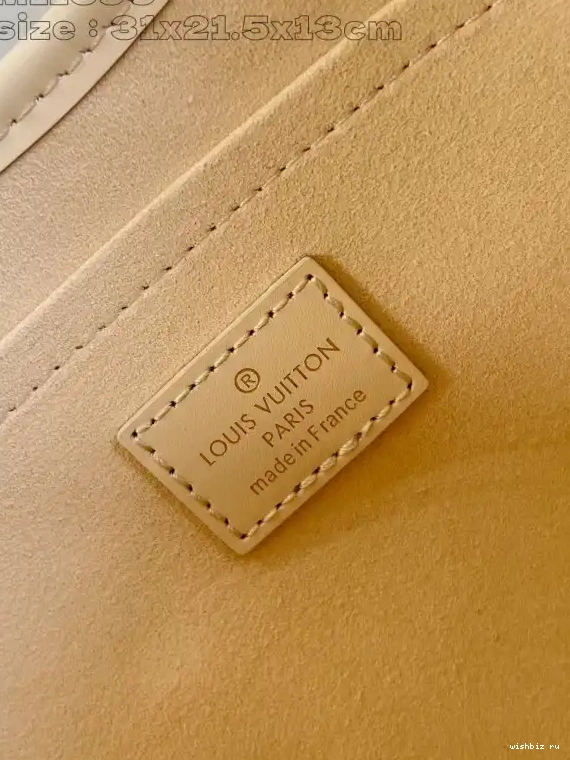 size : 31x21.5x13cm
®
LOUIS VUITTON
PARIS
made in France
wishbiz ru